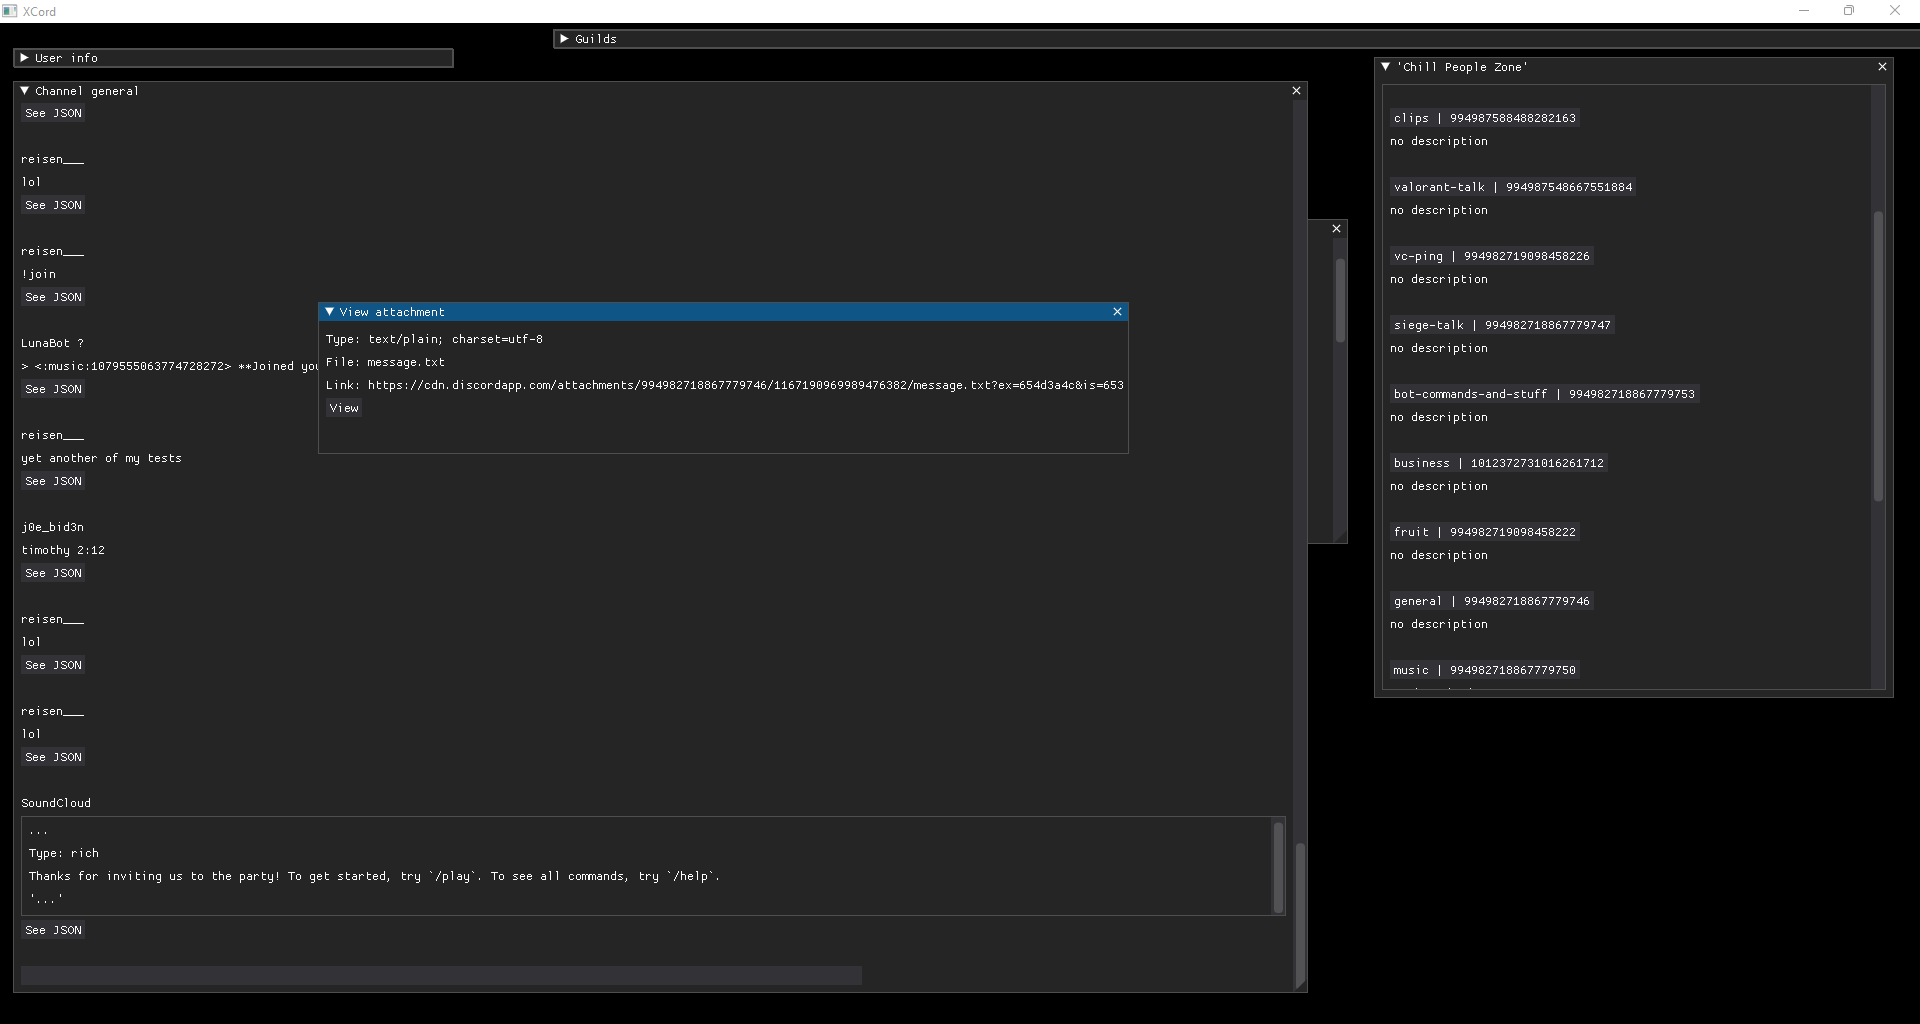 XCord
Guilds
User info
Channel general
See JSON
reisen___
lol
See JSON
reisen___
!join
See JSON
LunaBot ?
> <:music:1079555063774728272> **Joined you
See JSON
reisen___
yet another of my tests
See JSON
j0e_bid3n
timothy 2:12
See JSON
reisen___
lol
See JSON
reisen___
lol
See JSON
SoundCloud
...
Type: rich
Thanks for inviting us to the party! To get started, try `/play`. To see all commands, try `/help`.
'...'
See JSON
View attachment
Type: text/plain; charset=utf-8
File: message.txt
Link: https://cdn.discordapp.com/attachments/994982718867779746/1167190969989476382/message.txt?ex=654d3a4c&is=653
View
'Chill People Zone'
clips | 994987588488282163
no description
valorant-talk | 994987548667551884
no description
vc-ping | 994982719098458226
no description
siege-talk | 994982718867779747
no description
bot-commands-and-stuff | 994982718867779753
no description
business | 1012372731016261712
no description
fruit | 994982719098458222
no description
general | 994982718867779746
no description
music | 994982718867779750